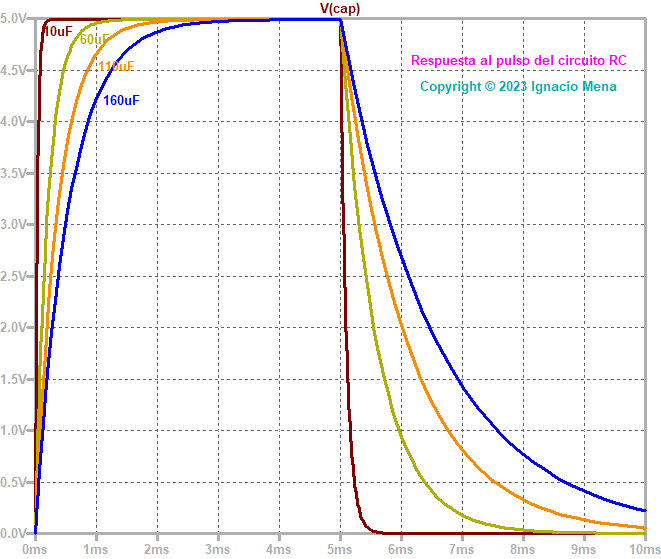 V(cap)
5.0V
4.5V
4.0V
3.5V
3.0V
2.5V
2.0V
1.5V
1.0V
0.5V
0.0V
10uF
60uF
110uF
160uF
Respuesta al pulso del circuito RC
Copyright © 2023 Ignacio Mena
0ms 1ms 2ms 3ms 4ms 5ms 6ms 7ms 8ms 9ms 10ms